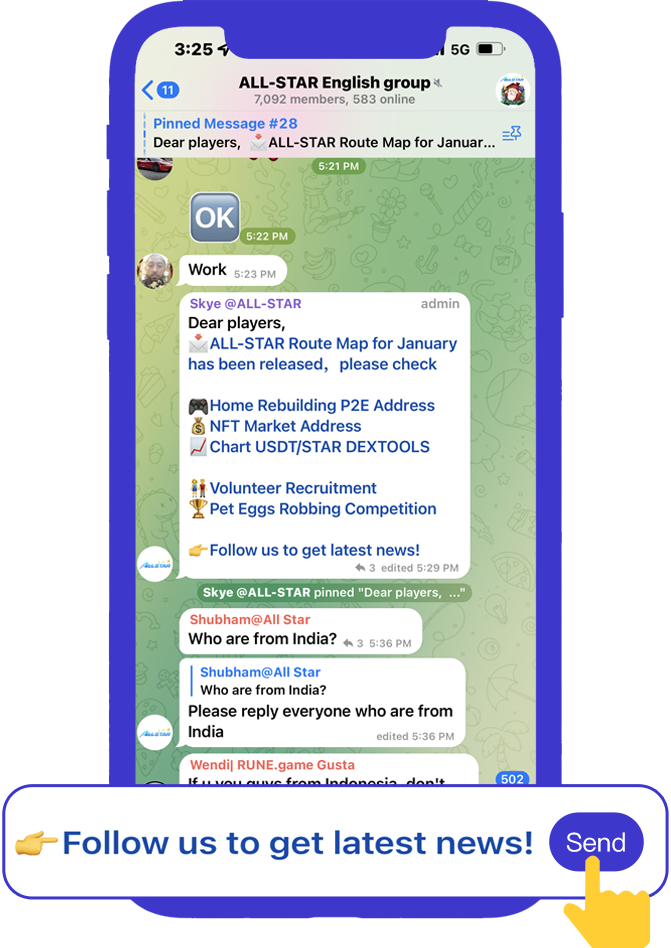 3:25 5G
11 ALL-STAR English group
7,092 members, 583 online
Pinned Message #28
Dear players, 📩ALL-STAR Route Map for Januar...
5:21 PM
OK
5:22 PM
Work 5:23 PM
Skye @ALL-STAR admin
Dear players,
📩ALL-STAR Route Map for January
has been released，please check
🎮Home Rebuilding P2E Address
💰NFT Market Address
📈Chart USDT/STAR DEXTOOLS
👬Volunteer Recruitment
🏆Pet Eggs Robbing Competition
👉Follow us to get latest news!
3 edited 5:29 PM
ALL-STAR
Skye @ALL-STAR pinned "Dear players, ..."
Shubham@All Star
Who are from India? 3 5:36 PM
Shubham@All Star
Who are from India?
Please reply everyone who are from
India edited 5:36 PM
ALL-STAR
Wendi| RUNE.game Gusta
If u you guys from Indonesia, don't
502
👉Follow us to get latest news! Send